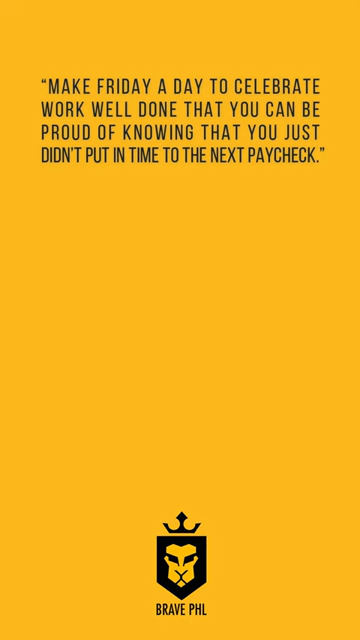 “MAKE FRIDAY A DAY TO CELEBRATE
WORK WELL DONE THAT YOU CAN BE
PROUD OF KNOWING THAT YOU JUST
DIDN’T PUT IN TIME TO THE NEXT PAYCHECK.”
BRAVE PHL